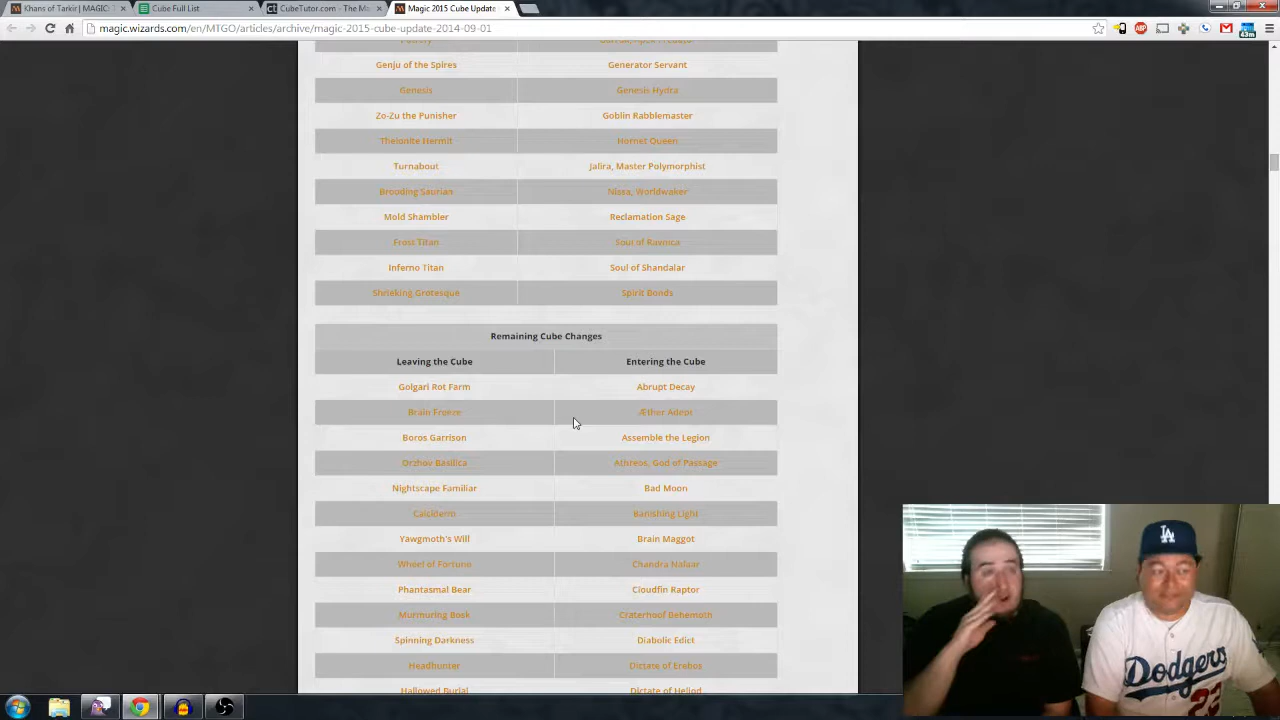 Khans of Tarkir | MAGIC: T
Cube Full List
CubeTutor.com - The Ma
Magic 2015 Cube Update
magic.wizards.com/en/MTGO/articles/archive/magic-2015-cube-update-2014-09-01
ABP
43m
Genju of the Spires Generator Servant
Genesis Genesis Hydra
Zo-Zu the Punisher Goblin Rabblemaster
Thelonite Hermit Hornet Queen
Turnabout Jalira, Master Polymorphist
Brooding Saurian Nissa, Worldwaker
Mold Shambler Reclamation Sage
Frost Titan Soul of Ravnica
Inferno Titan Soul of Shandalar
Shrieking Grotesque Spirit Bonds
Remaining Cube Changes
Leaving the Cube Entering the Cube
Golgari Rot Farm Abrupt Decay
Brain Freeze Æther Adept
Boros Garrison Assemble the Legion
Orzhov Basilica Athreos, God of Passage
Nightscape Familiar Bad Moon
Calciderm Banishing Light
Yawgmoth's Will Brain Maggot
Wheel of Fortune Chandra Nalaar
Phantasmal Bear Cloudfin Raptor
Murmuring Bosk Craterhoof Behemoth
Spinning Darkness Diabolic Edict
Headhunter Dictate of Erebos
Hallowed Burial Dictate of Heliod
LA
Dodgers
23